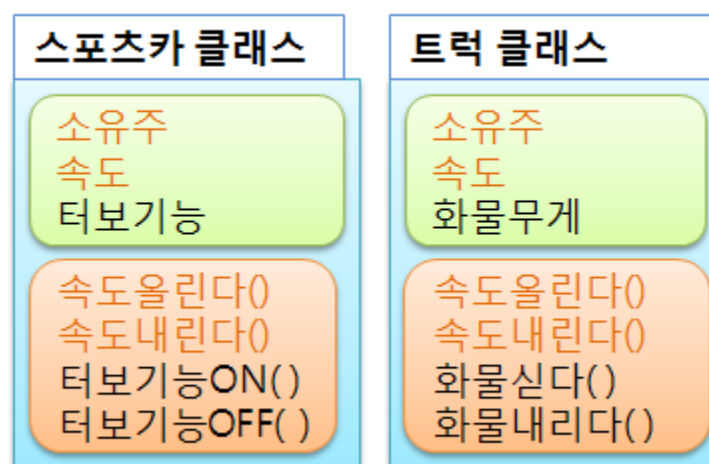 스포츠카 클래스
소유주
속도
터보기능
속도올린다()
속도내린다()
터보기능ON( )
터보기능OFF( )
트럭 클래스
소유주
속도
화물무게
속도올린다()
속도내린다()
화물싣다( )
화물내리다( )